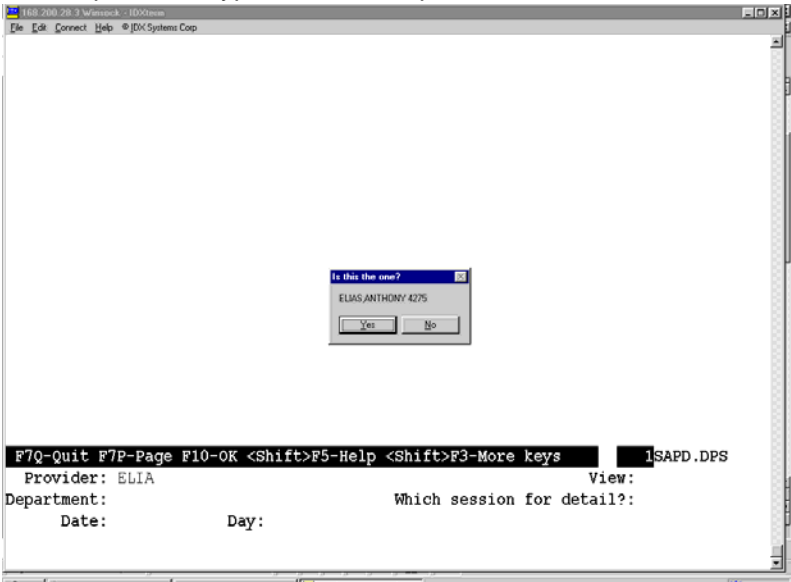 168.200.28.3 Winsock - IDXterm
File Edit Connect Help © IDX Systems Corp
Is this the one?
ELIAS,ANTHONY 4275
Yes No
F7Q-Quit F7P-Page F10-OK <Shift>F5-Help <Shift>F3-More keys 1SAPD.DPS
Provider: ELIA View:
Department: Which session for detail?:
Date: Day: